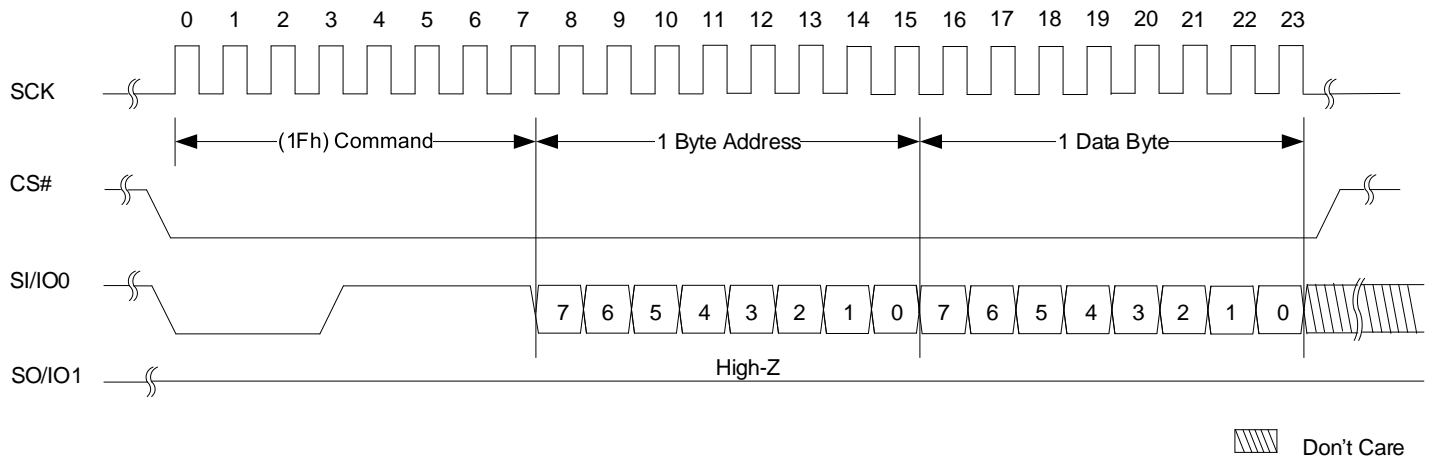 0 1 2 3 4 5 6 7 8 9 10 11 12 13 14 15 16 17 18 19 20 21 22 23
SCK
(1Fh) Command 1 Byte Address 1 Data Byte
CS#
SI/IO0
7 6 5 4 3 2 1 0 7 6 5 4 3 2 1 0
High-Z
SO/IO1
Don't Care